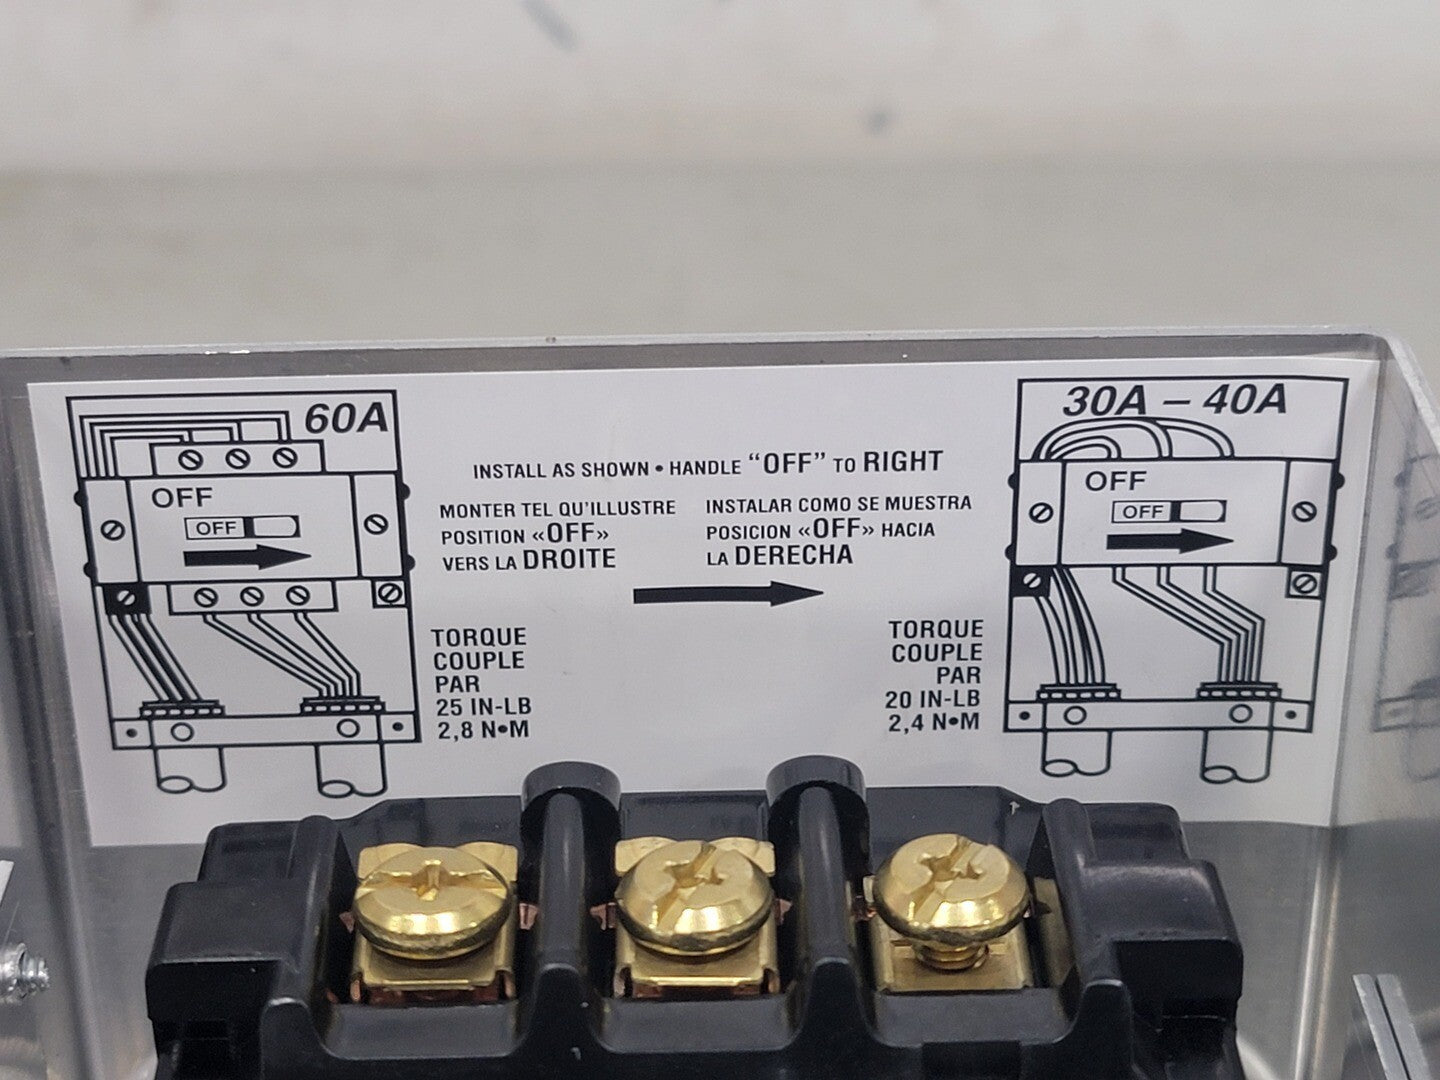 60A
OFF
OFF
INSTALL AS SHOWN • HANDLE “OFF” TO RIGHT
MONTER TEL QU'ILLUSTRE
POSITION «OFF»
VERS LA DROITE
INSTALAR COMO SE MUESTRA
POSICION «OFF» HACIA
LA DERECHA
TORQUE
COUPLE
PAR
25 IN-LB
2,8 N•M
TORQUE
COUPLE
PAR
20 IN-LB
2,4 N•M
30A – 40A
OFF
OFF